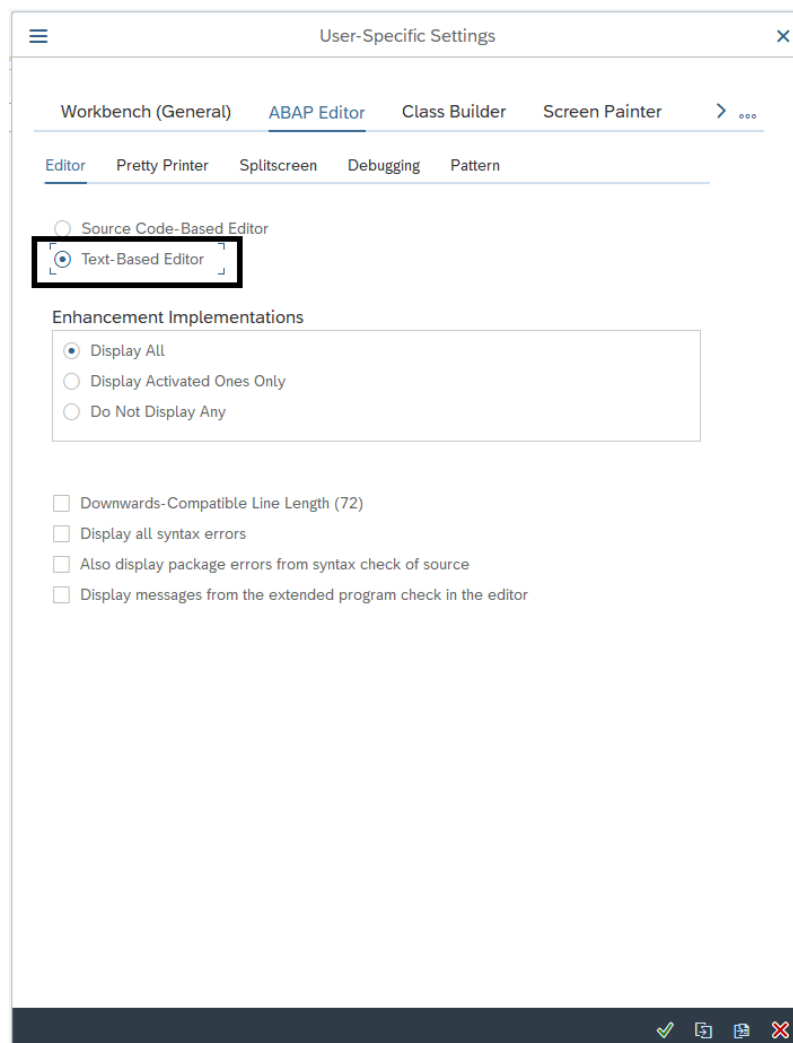 User-Specific Settings
Workbench (General) ABAP Editor Class Builder Screen Painter
Editor Pretty Printer Splitscreen Debugging Pattern
Source Code-Based Editor
Text-Based Editor
Enhancement Implementations
Display All
Display Activated Ones Only
Do Not Display Any
Downwards-Compatible Line Length (72)
Display all syntax errors
Also display package errors from syntax check of source
Display messages from the extended program check in the editor